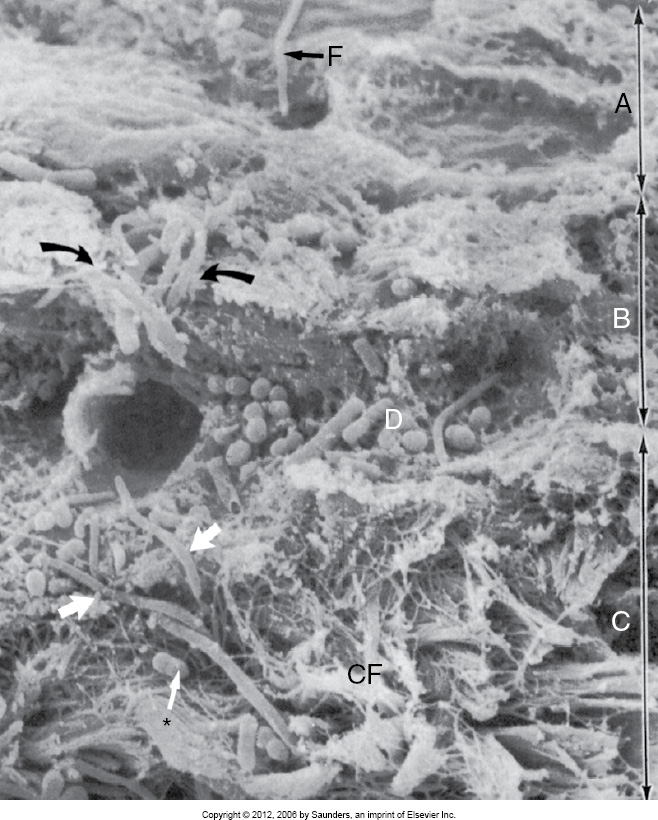 F
A
B
D
C
CF
*
Copyright © 2012, 2006 by Saunders, an imprint of Elsevier Inc.